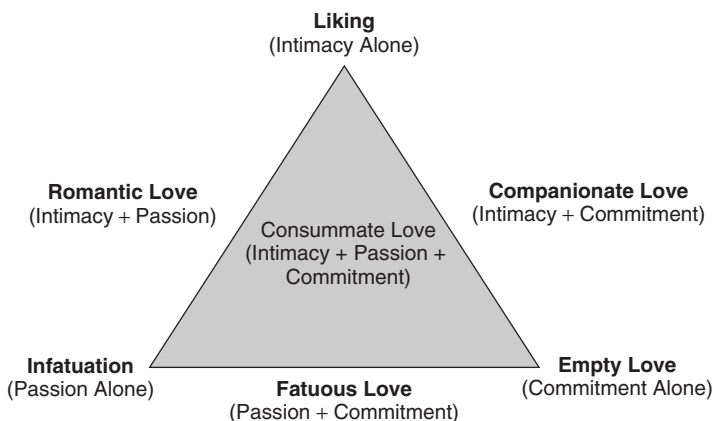 Liking
(Intimacy Alone)
Romantic Love
(Intimacy + Passion)
Companionate Love
(Intimacy + Commitment)
Consummate Love
(Intimacy + Passion +
Commitment)
Infatuation
(Passion Alone)
Fatuous Love
(Passion + Commitment)
Empty Love
(Commitment Alone)